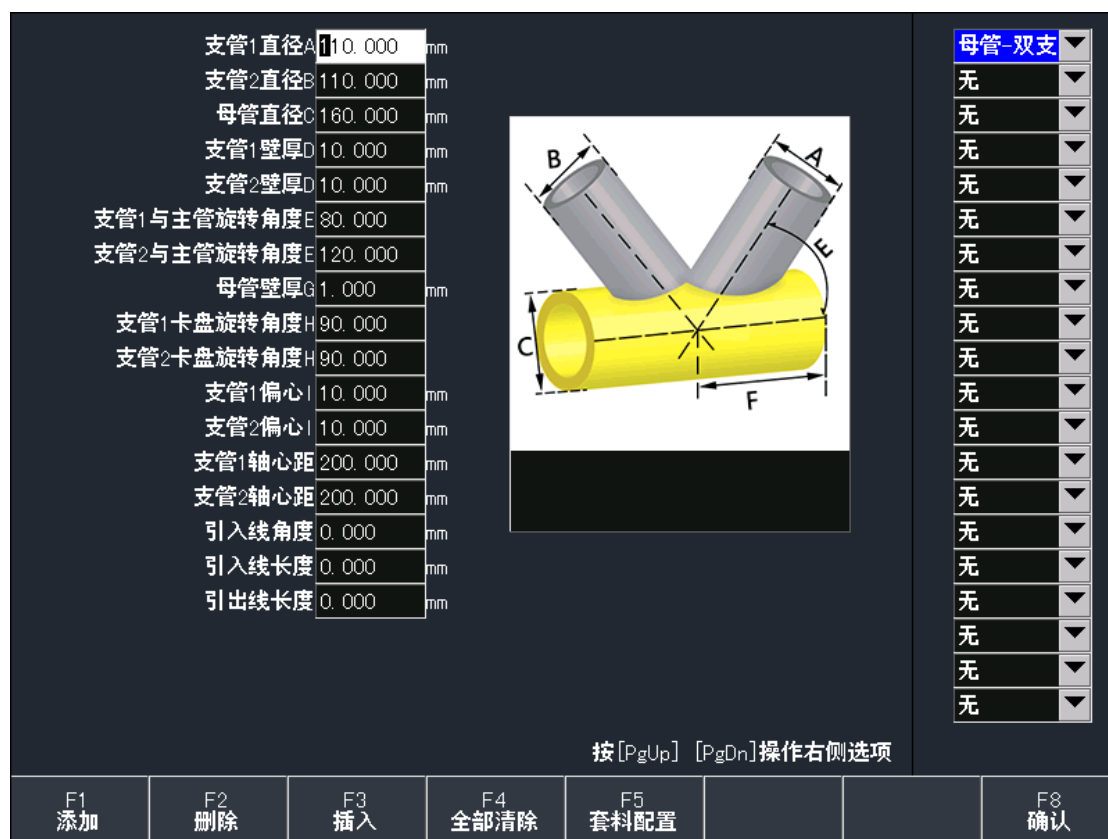 支管1直径A 110.000 mm 母管-双支
支管2直径B 110.000 mm 无
母管直径C 160.000 mm 无
支管1壁厚D 10.000 mm 无
支管2壁厚D 10.000 mm 无
支管1与主管旋转角度E 80.000 无
支管2与主管旋转角度E 120.000 无
母管壁厚G 1.000 mm 无
支管1卡盘旋转角度H 90.000 无
支管2卡盘旋转角度H 90.000 无
支管1偏心I 10.000 mm 无
支管2偏心I 10.000 mm 无
支管1轴心距 200.000 mm 无
支管2轴心距 200.000 mm 无
引入线角度 0.000 mm 无
引入线长度 0.000 mm 无
引出线长度 0.000 mm 无
无
无
无
B
A
E
C
F
按[PgUp] [PgDn]操作右侧选项
F1 F2 F3 F4 F5 F8
添加 删除 插入 全部清除 套料配置 确认